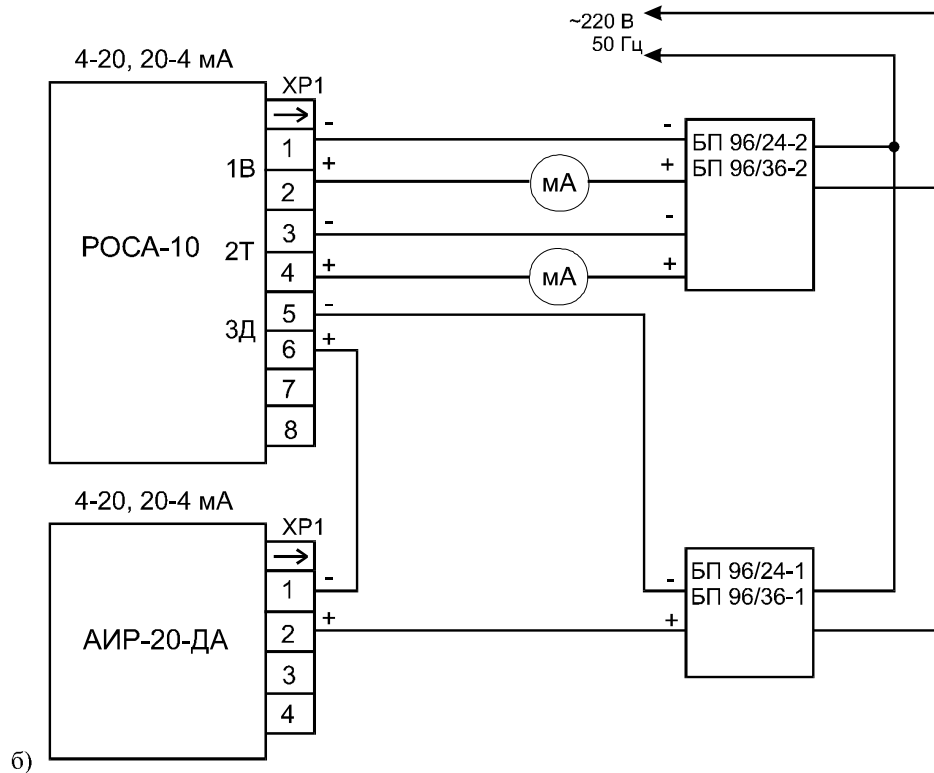 ~220 В
50 Гц
4-20, 20-4 мА
XP1
→
1
2
3
4
5
6
7
8
1В
2Т
3Д
РОСА-10
-
+
-
+
-
+
мА
мА
-
+
-
+
БП 96/24-2
БП 96/36-2
4-20, 20-4 мА
XP1
→
1
2
3
4
АИР-20-ДА
-
+
-
+
БП 96/24-1
БП 96/36-1
б)